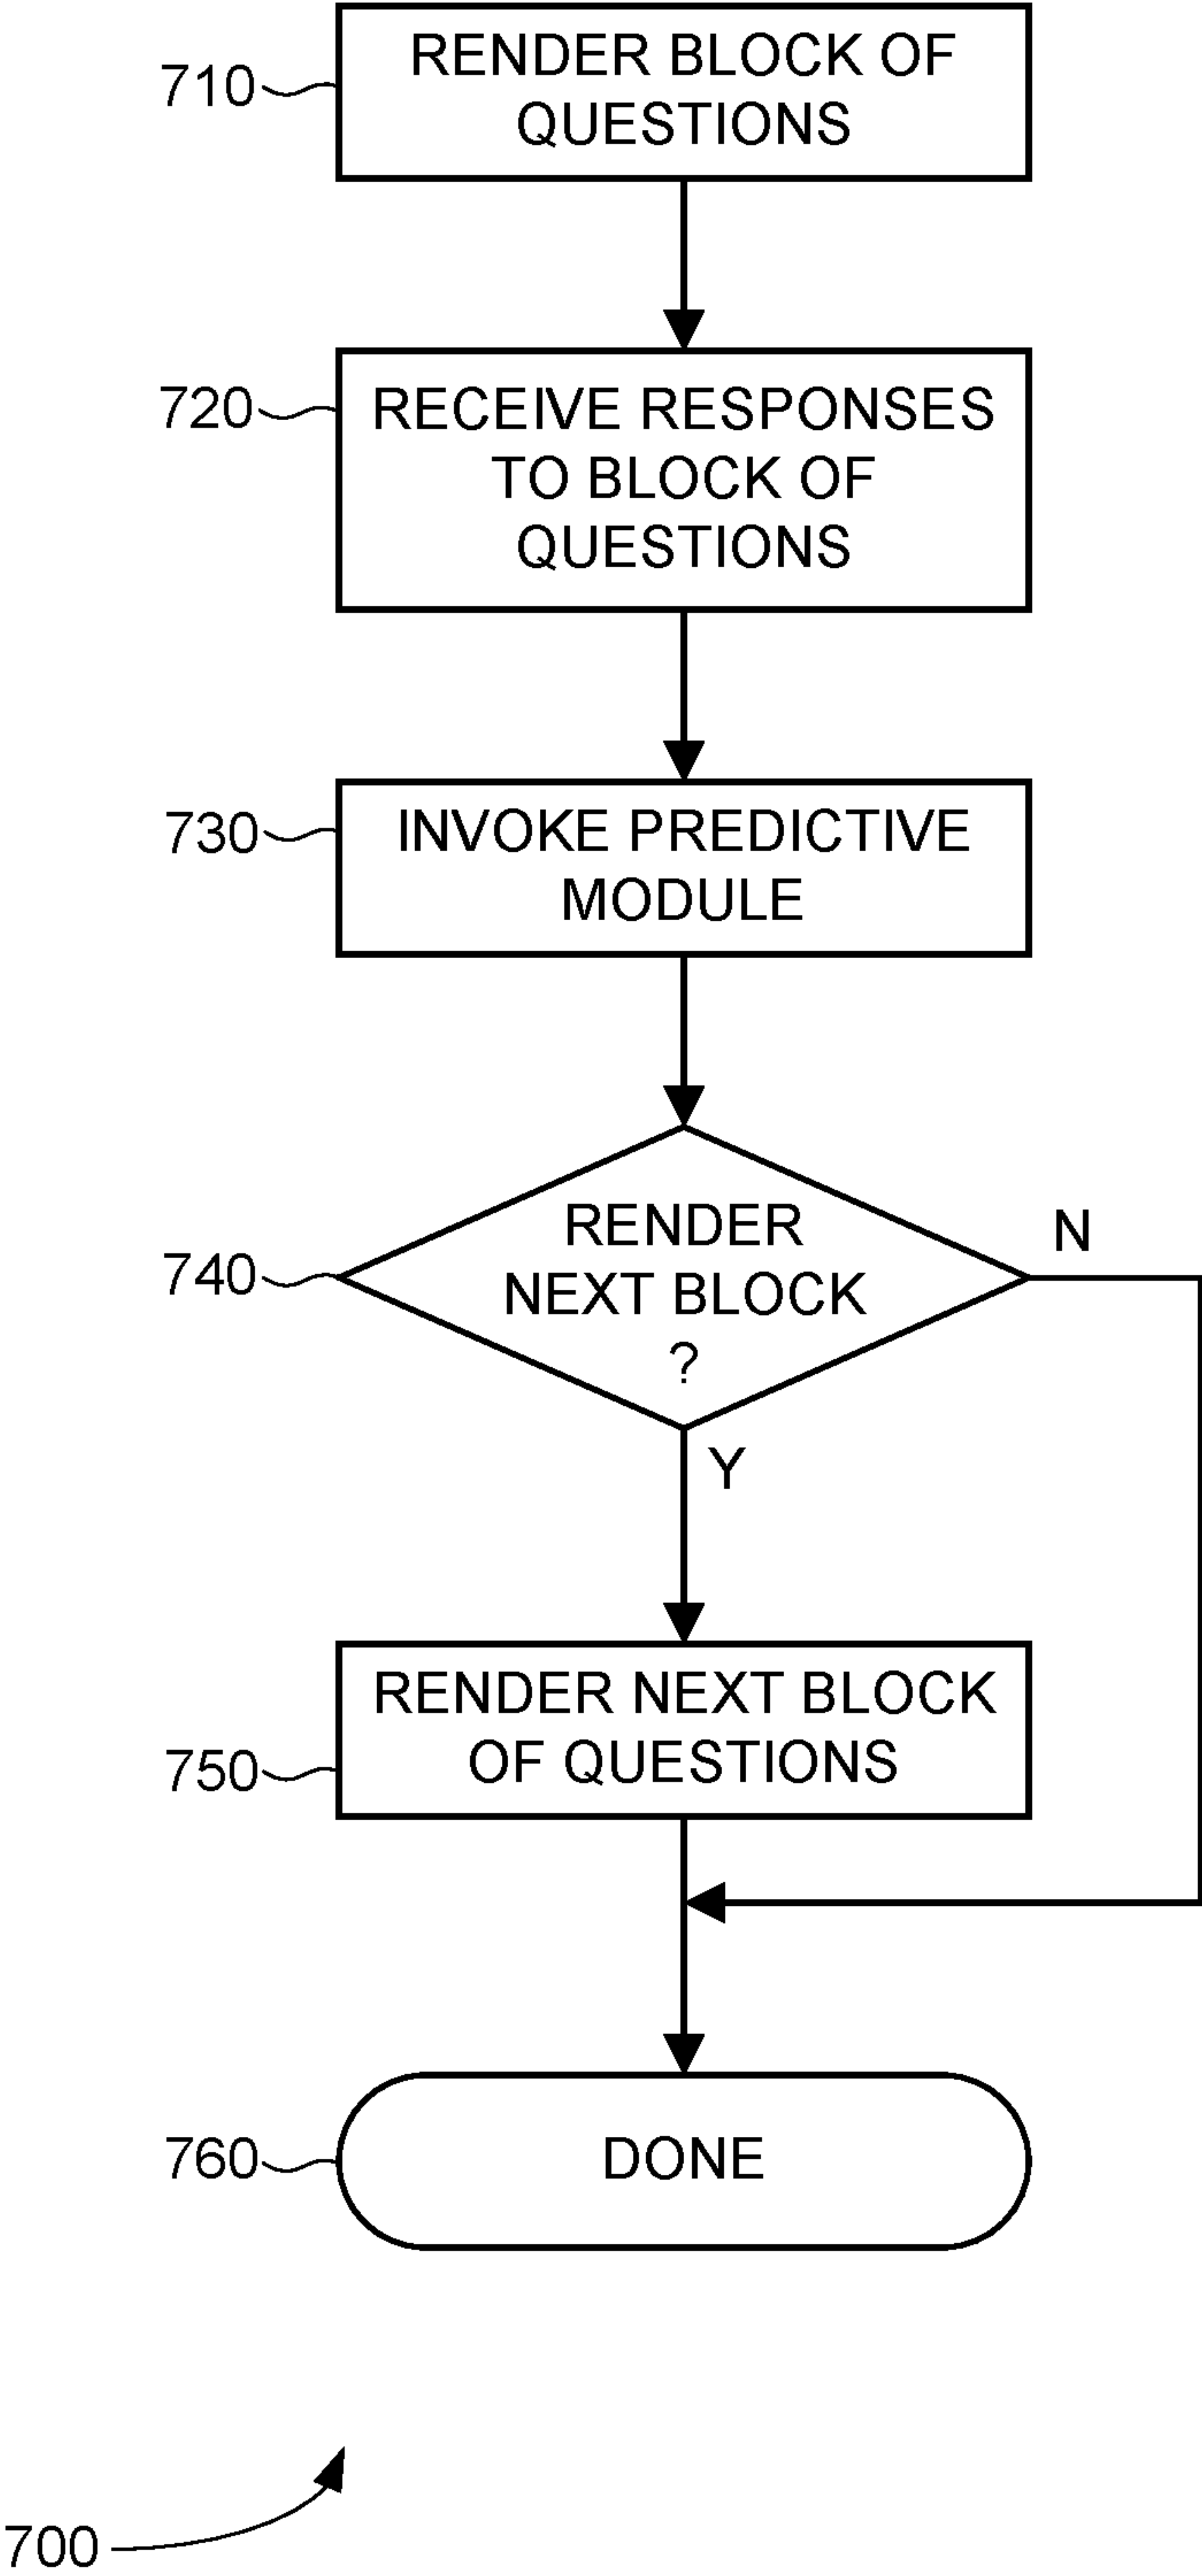 710
RENDER BLOCK OF
QUESTIONS
720
RECEIVE RESPONSES
TO BLOCK OF
QUESTIONS
730
INVOKE PREDICTIVE
MODULE
740
RENDER
NEXT BLOCK
?
N
Y
750
RENDER NEXT BLOCK
OF QUESTIONS
760
DONE
700